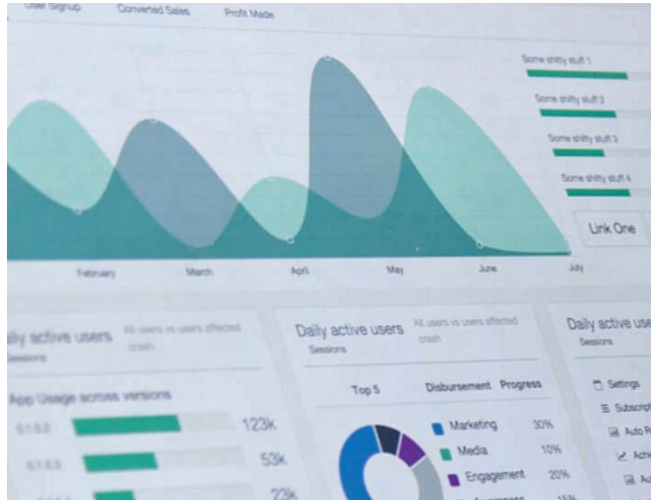 User Signup Converted Sales Profit Made
Some shitty stuff 1
Some shitty stuff 2
Some shitty stuff 3
Some shitty stuff 4
Link One
February March April May June July
Daily active users
Sessions
All users vs users affected
crash
App Usage across versions
123k
53k
23k
Daily active users
Sessions
All users vs users affected
crash
Top 5 Disbursement Progress
Marketing 30%
Media 10%
Engagement 20%
15%
Daily active users
Sessions
Settings
Auto